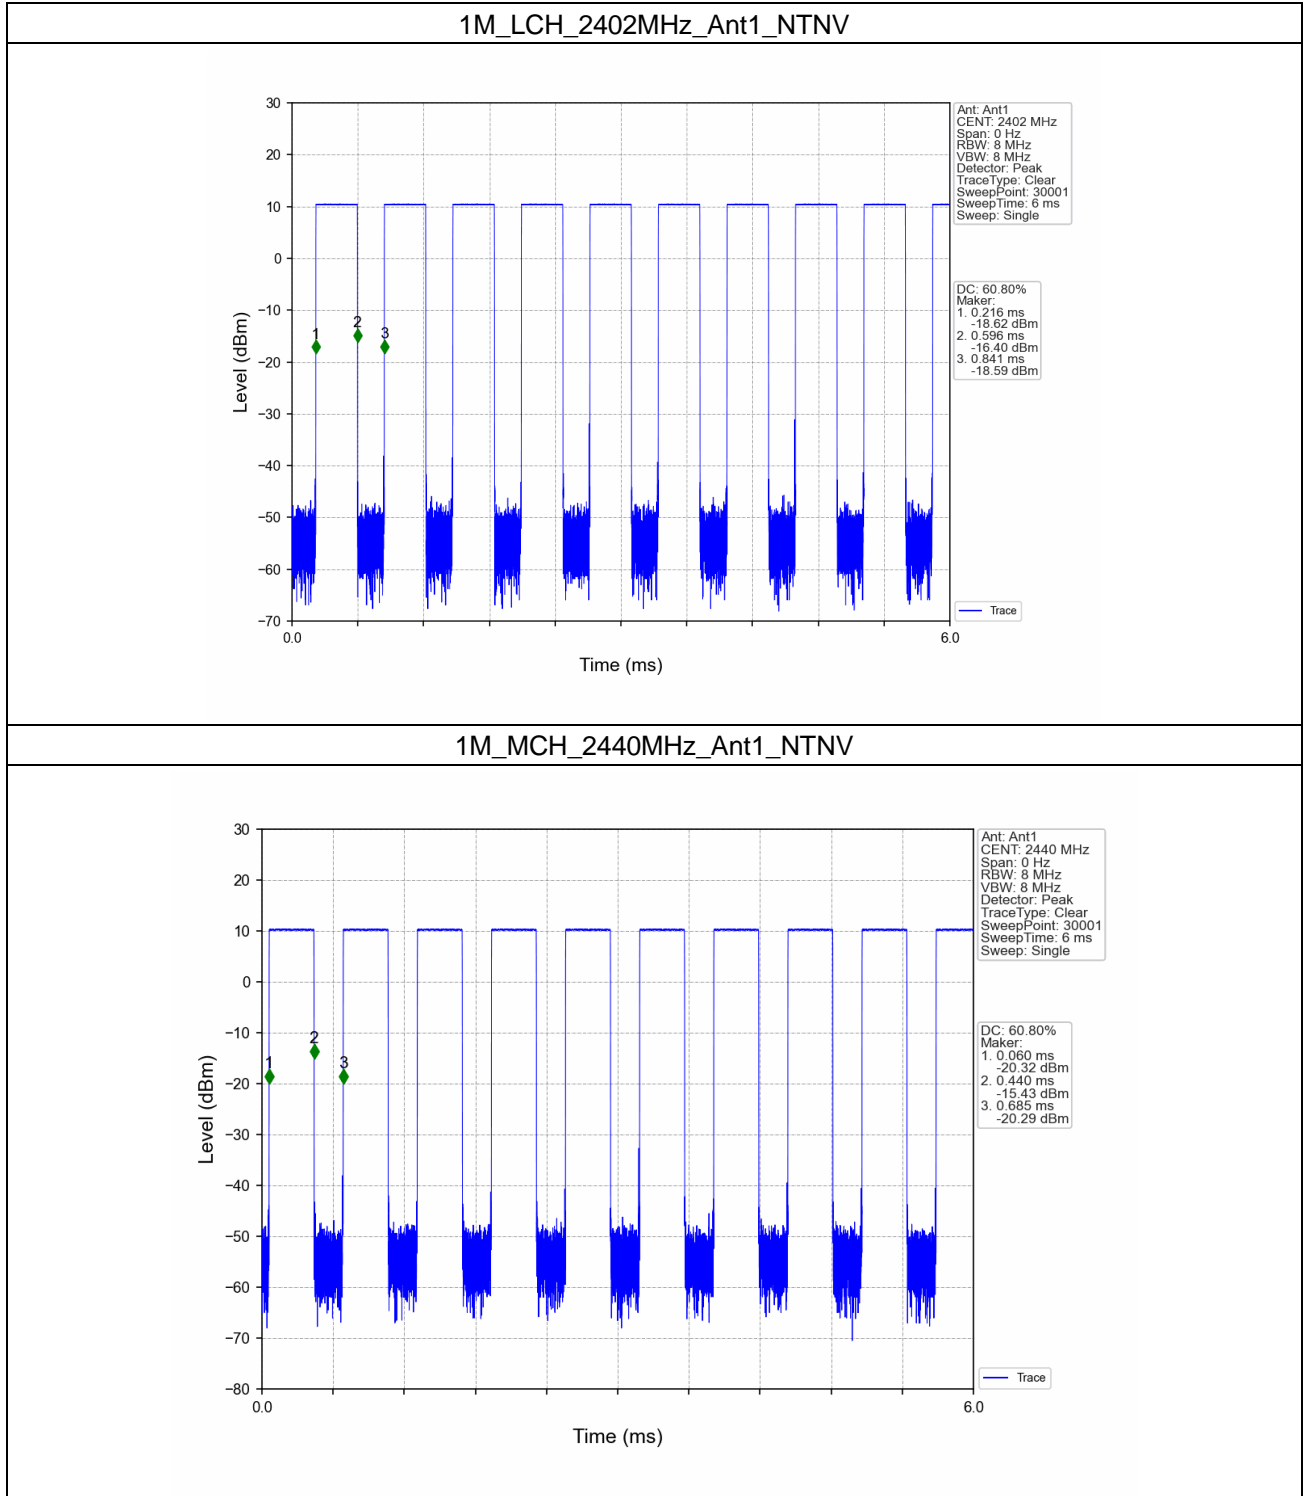 1M_LCH_2402MHz_Ant1_NTNV
30
20
10
0
−10
−20
−30
−40
−50
−60
−70
Level (dBm)
1
2
3
0.0
6.0
Time (ms)
Ant: Ant1
CENT: 2402 MHz
Span: 0 Hz
RBW: 8 MHz
VBW: 8 MHz
Detector: Peak
TraceType: Clear
SweepPoint: 30001
SweepTime: 6 ms
Sweep: Single
DC: 60.80%
Maker:
1. 0.216 ms
-18.62 dBm
2. 0.596 ms
-16.40 dBm
3. 0.841 ms
-18.59 dBm
Trace
1M_MCH_2440MHz_Ant1_NTNV
30
20
10
0
−10
−20
−30
−40
−50
−60
−70
−80
Level (dBm)
1
2
3
0.0
6.0
Time (ms)
Ant: Ant1
CENT: 2440 MHz
Span: 0 Hz
RBW: 8 MHz
VBW: 8 MHz
Detector: Peak
TraceType: Clear
SweepPoint: 30001
SweepTime: 6 ms
Sweep: Single
DC: 60.80%
Maker:
1. 0.060 ms
-20.32 dBm
2. 0.440 ms
-15.43 dBm
3. 0.685 ms
-20.29 dBm
Trace